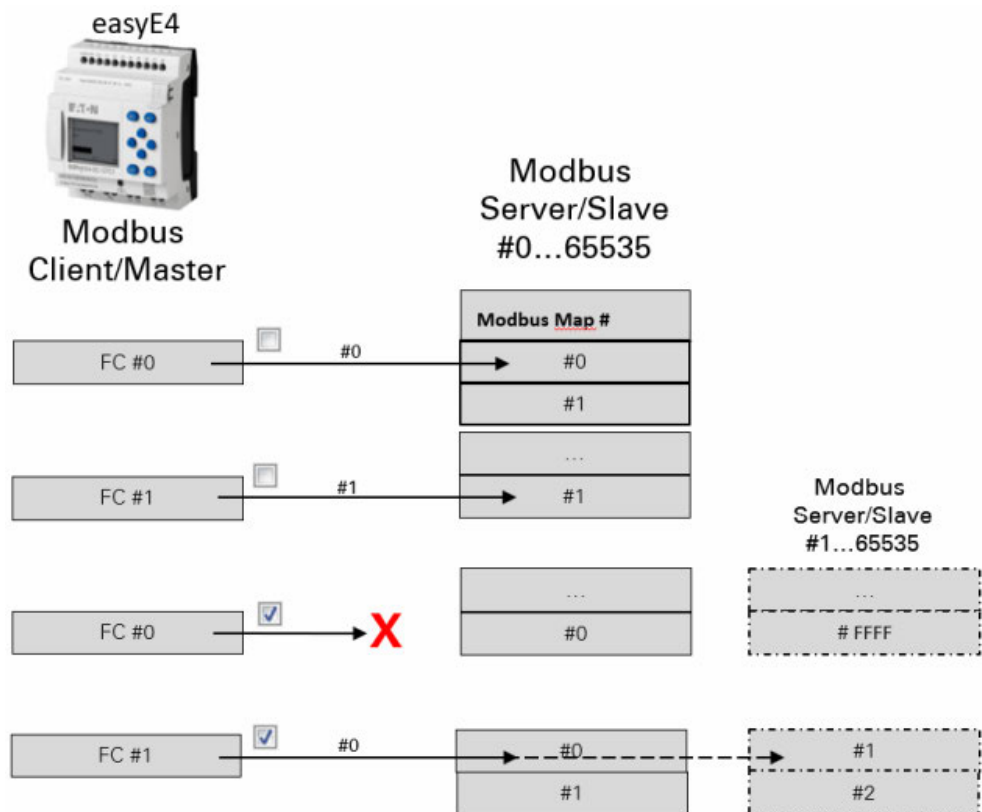 easyE4
E·T·N
Modbus
Client/Master
Modbus
Server/Slave
#0...65535
Modbus Map #
FC #0
#0
#0
#1
...
FC #1
#1
#1
Modbus
Server/Slave
#1...65535
...
...
FC #0
X
#0
# FFFF
FC #1
#0
#0
#1
#1
#2